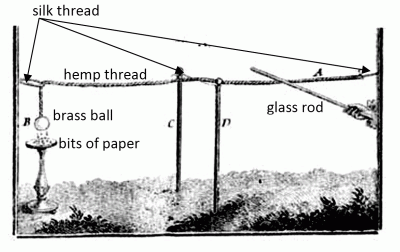 silk thread
hemp thread
A
glass rod
B
brass ball
C
D
bits of paper